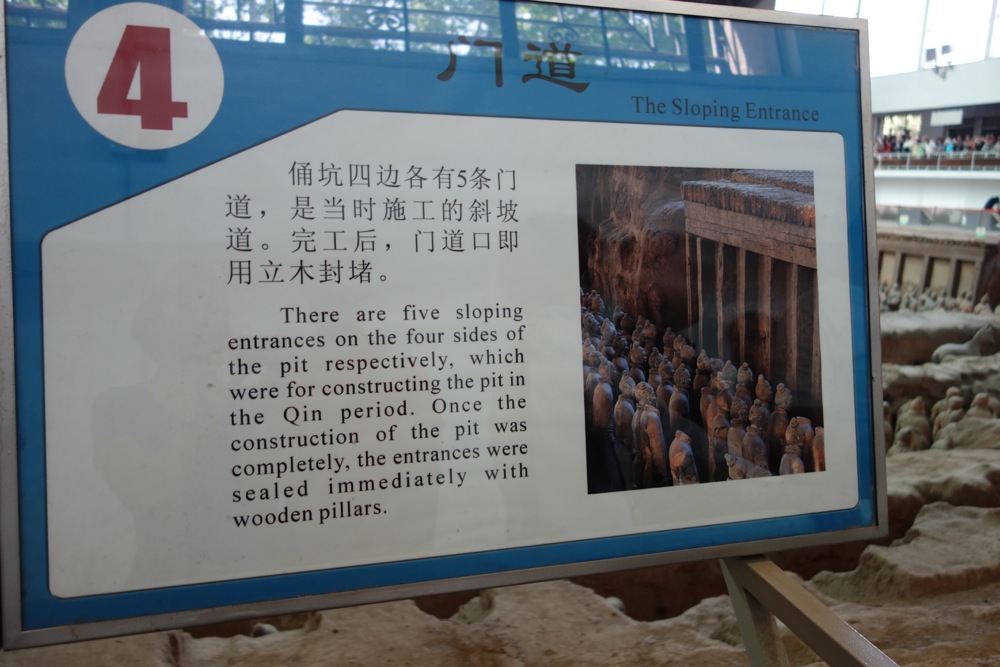 4
门道
The Sloping Entrance
俑坑四边各有5条门
道，是当时施工的斜坡
道。完工后，门道口即
用立木封堵。
There are five sloping
entrances on the four sides of
the pit respectively, which
were for constructing the pit in
the Qin period. Once the
construction of the pit was
completely, the entrances were
sealed immediately with
wooden pillars.